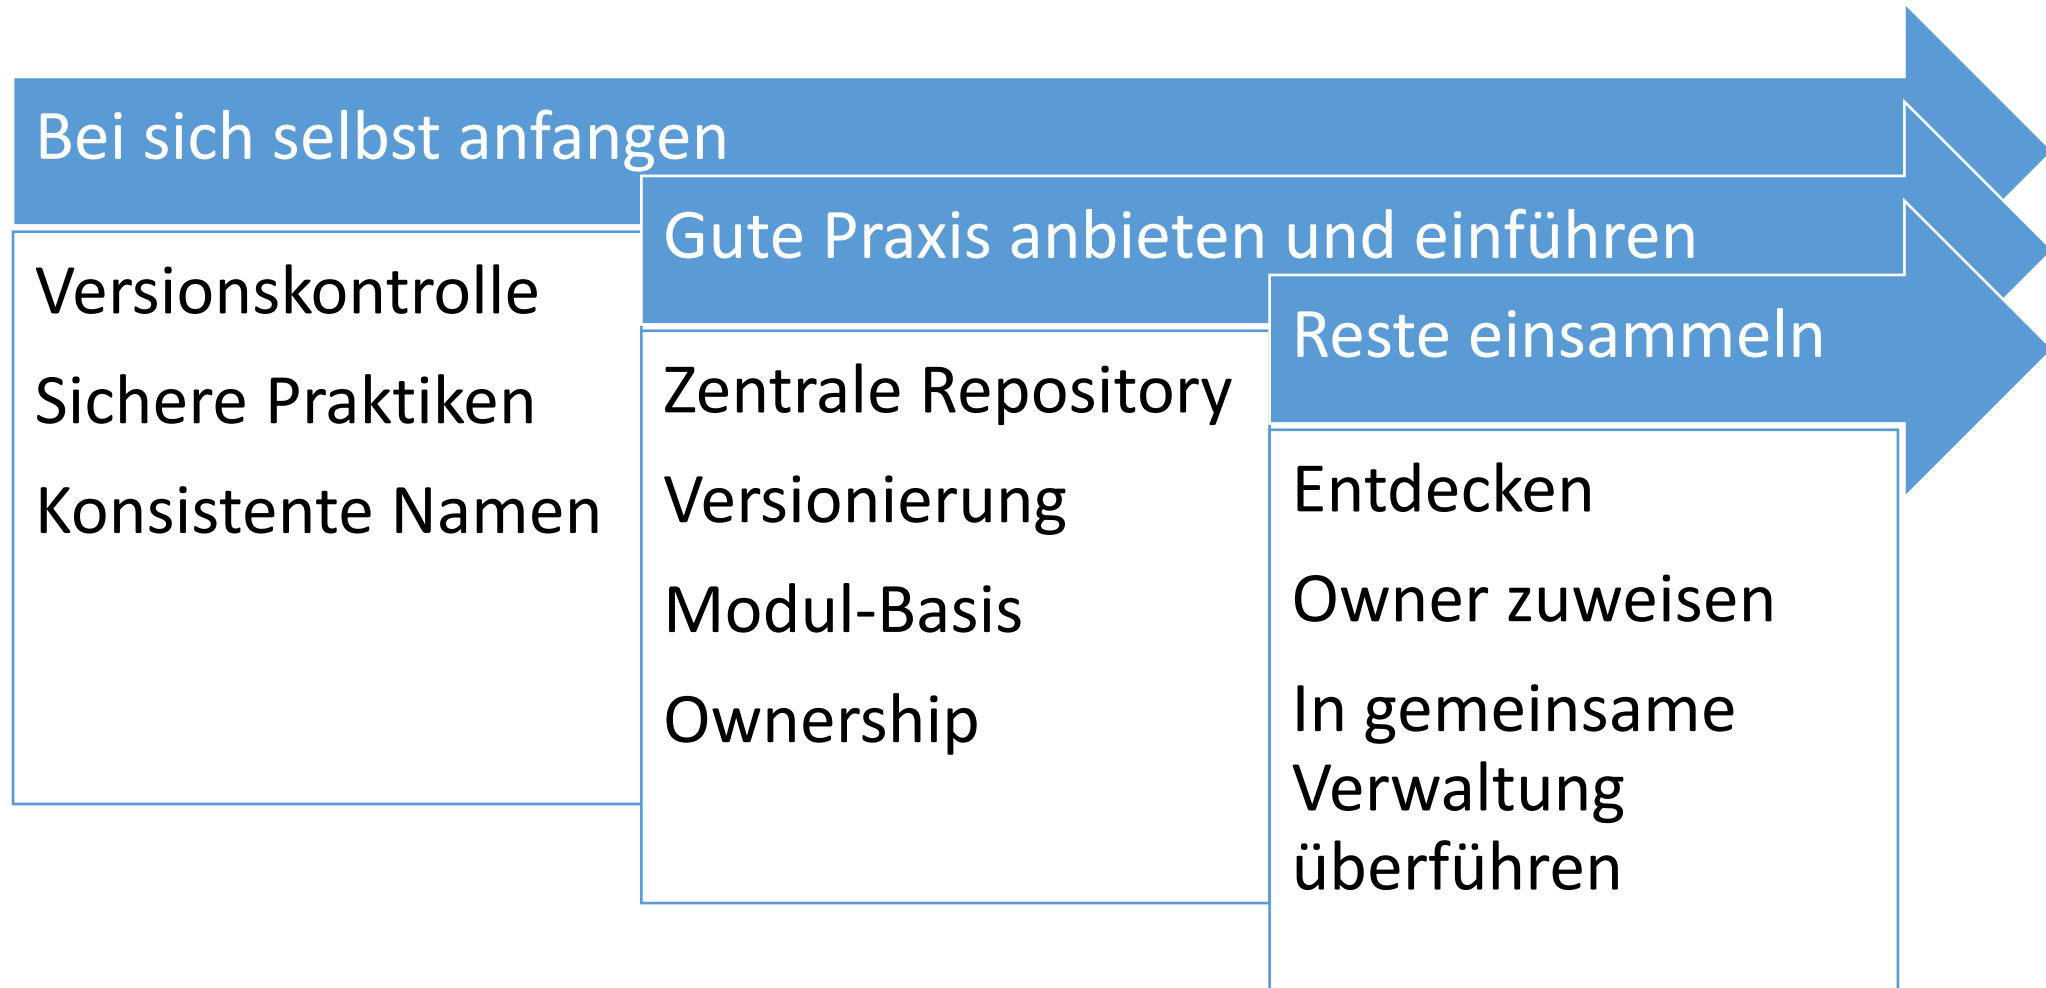 Bei sich selbst anfangen
Versionskontrolle
Sichere Praktiken
Konsistente Namen
Gute Praxis anbieten und einführen
Zentrale Repository
Versionierung
Modul-Basis
Ownership
Reste einsammeln
Entdecken
Owner zuweisen
In gemeinsame
Verwaltung
überführen